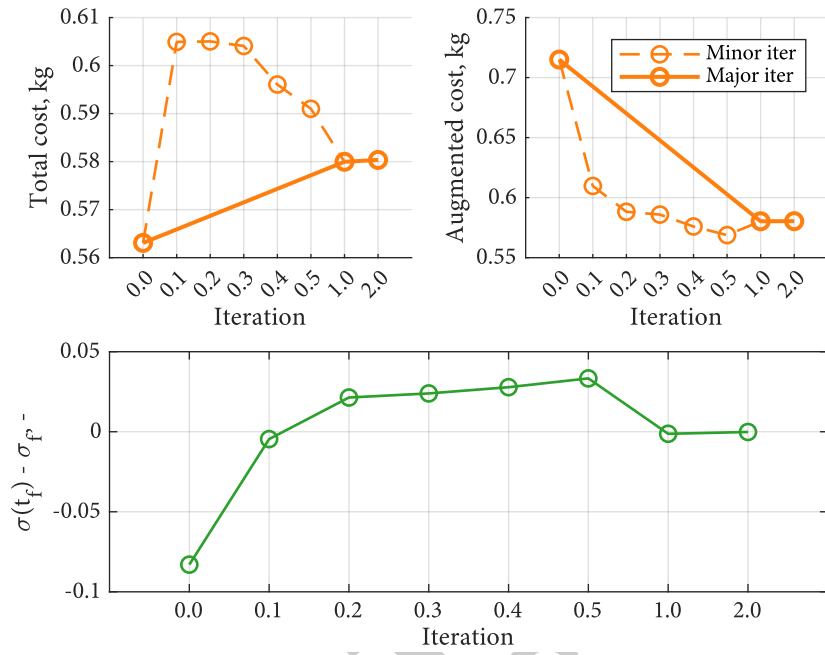 0.61
0.6
0.59
0.58
0.57
0.56
Total cost, kg
0.0 0.1 0.2 0.3 0.4 0.5 1.0 2.0
Iteration
0.75
0.7
0.65
0.6
0.55
Augmented cost, kg
Minor iter
Major iter
0.0 0.1 0.2 0.3 0.4 0.5 1.0 2.0
Iteration
0.05
0
-0.05
-0.1
σ(t_f) - σ_f, -
0.0 0.1 0.2 0.3 0.4 0.5 1.0 2.0
Iteration